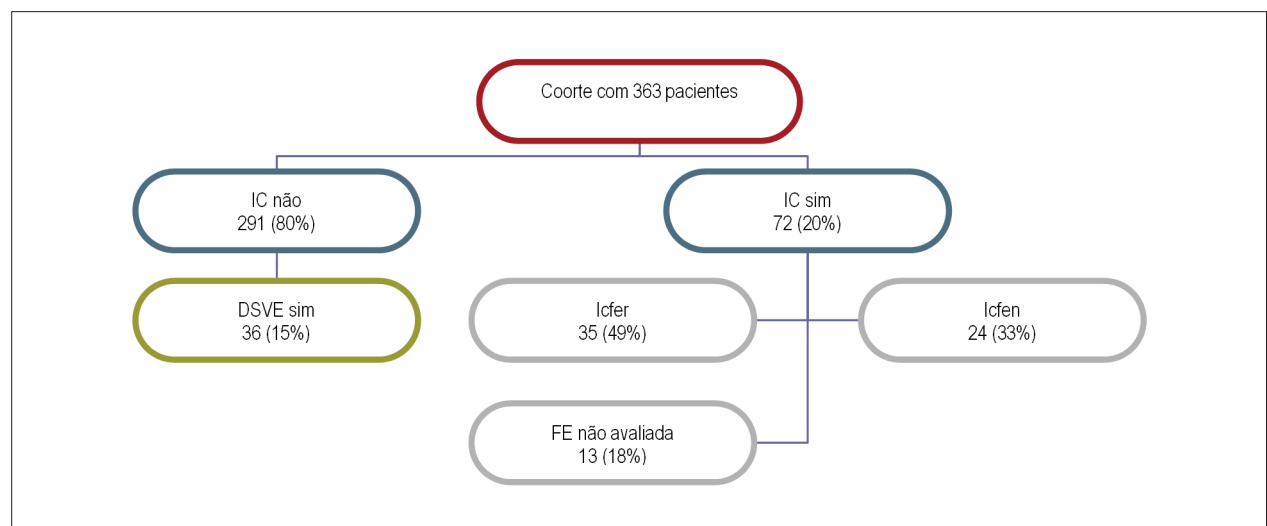 Coorte com 363 pacientes
IC não
291 (80%)
IC sim
72 (20%)
DSVE sim
36 (15%)
Icfer
35 (49%)
Icfen
24 (33%)
FE não avaliada
13 (18%)